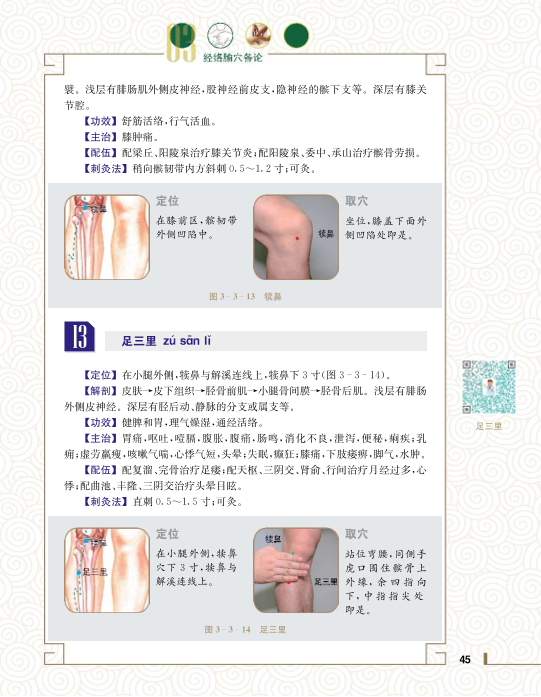 03
经络腧穴各论
襞。浅层有腓肠肌外侧皮神经,股神经前皮支,隐神经的髌下支等。深层有膝关
节腔。
【功效】舒筋活络,行气活血。
【主治】膝肿痛。
【配伍】配梁丘、阳陵泉治疗膝关节炎;配阳陵泉、委中、承山治疗髌骨劳损。
【刺灸法】稍向髌韧带内方斜刺0.5~1.2寸;可灸。
犊鼻
定位
在膝前区,髌韧带
外侧凹陷中。
犊鼻
取穴
坐位,膝盖下面外
侧凹陷处即是。
图3-3-13 犊鼻
13
足三里 zú sān lǐ
【定位】在小腿外侧,犊鼻与解溪连线上,犊鼻下3寸(图3-3-14)。
【解剖】皮肤→皮下组织→胫骨前肌→小腿骨间膜→胫骨后肌。浅层有腓肠
外侧皮神经。深层有胫后动、静脉的分支或属支等。
【功效】健脾和胃,理气燥湿,通经活络。
【主治】胃痛,呕吐,噎膈,腹胀,腹痛,肠鸣,消化不良,泄泻,便秘,痢疾;乳
痈;虚劳羸瘦,咳嗽气喘,心悸气短,头晕;失眠,癫狂;膝痛,下肢痿痹,脚气,水肿。
【配伍】配复溜、完骨治疗足痿;配天枢、三阴交、肾俞、行间治疗月经过多,心
悸;配曲池、丰隆、三阴交治疗头晕目眩。
【刺灸法】直刺0.5~1.5寸;可灸。
足三里
犊鼻
足三里
定位
在小腿外侧,犊鼻
穴下3寸,犊鼻与
解溪连线上。
犊鼻
足三里
取穴
站位弯腰,同侧手
虎口围住髌骨上
外缘,余四指向
下,中指指尖处
即是。
图3-3-14 足三里
45